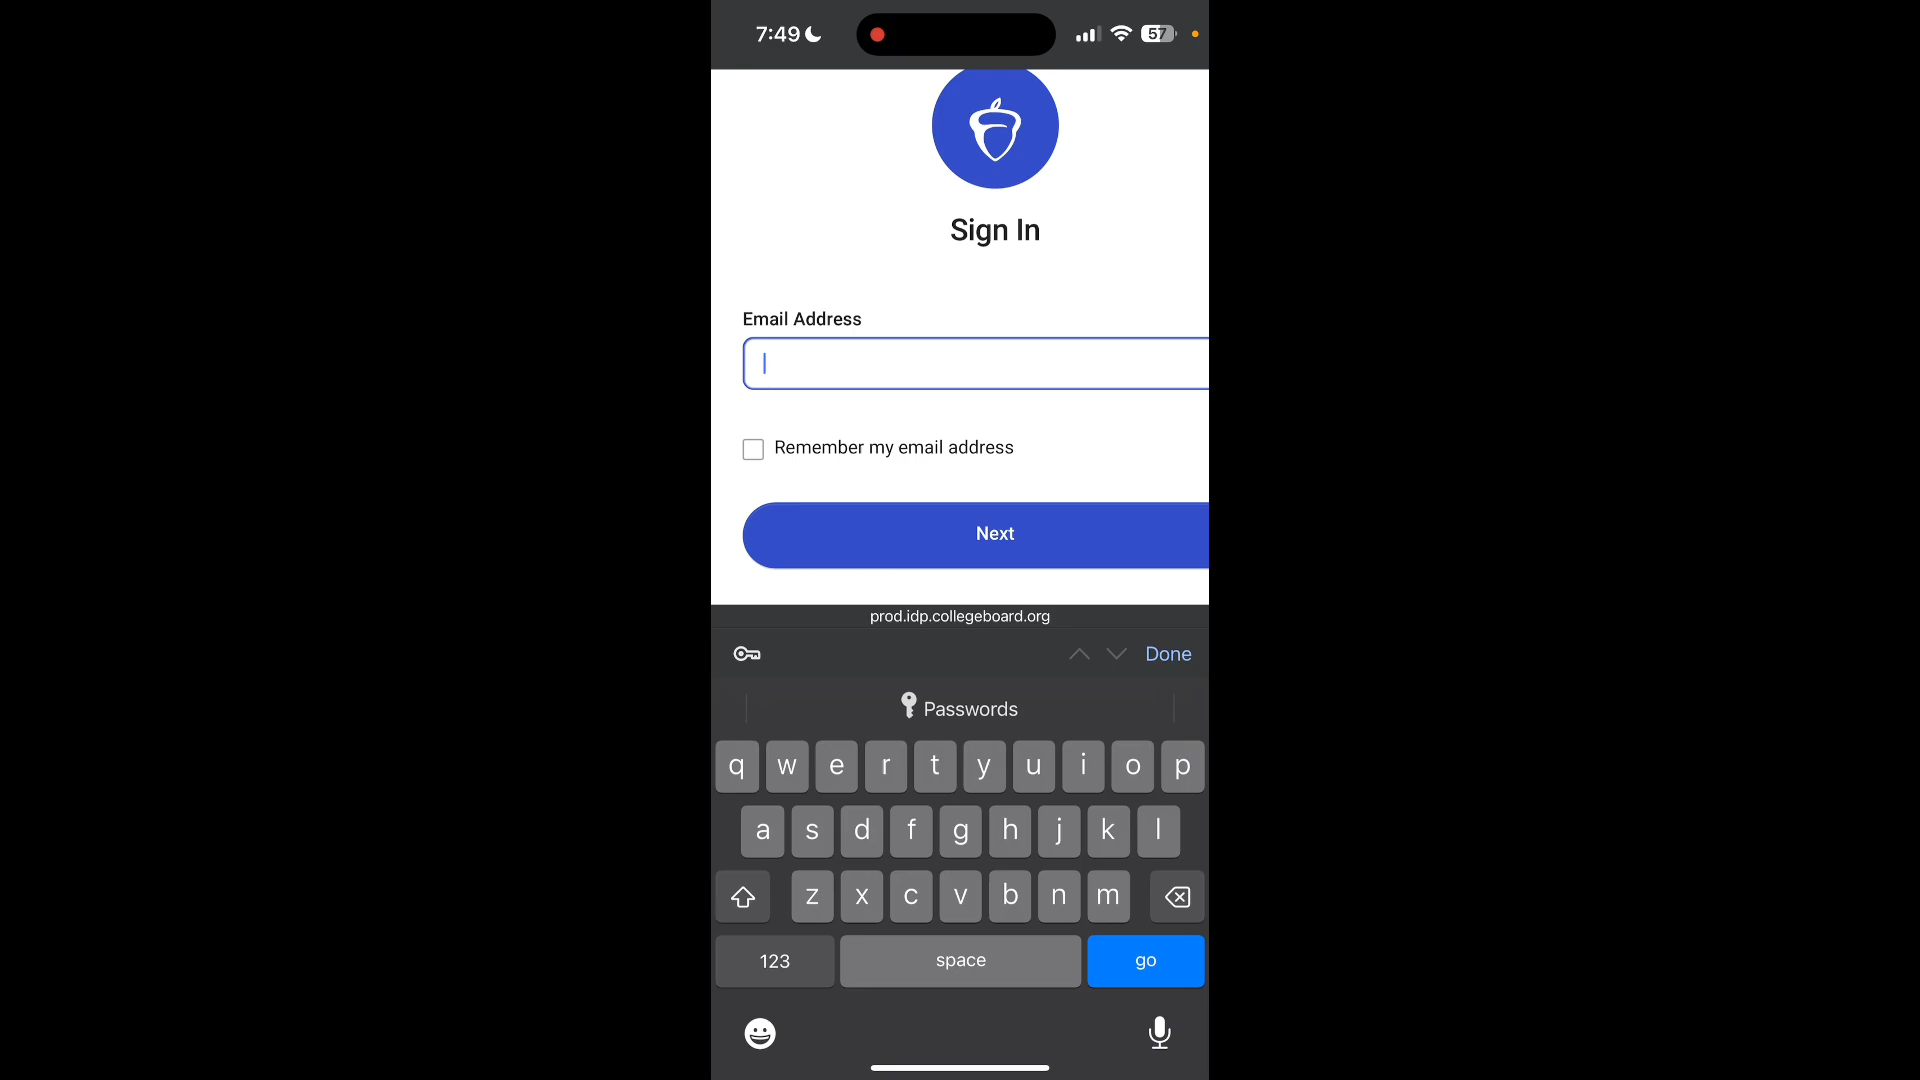 7:49
57
Sign In
Email Address
Remember my email address
Next
prod.idp.collegeboard.org
Done
Passwords
q w e r t y u i o p
a s d f g h j k l
z x c v b n m
123 space go